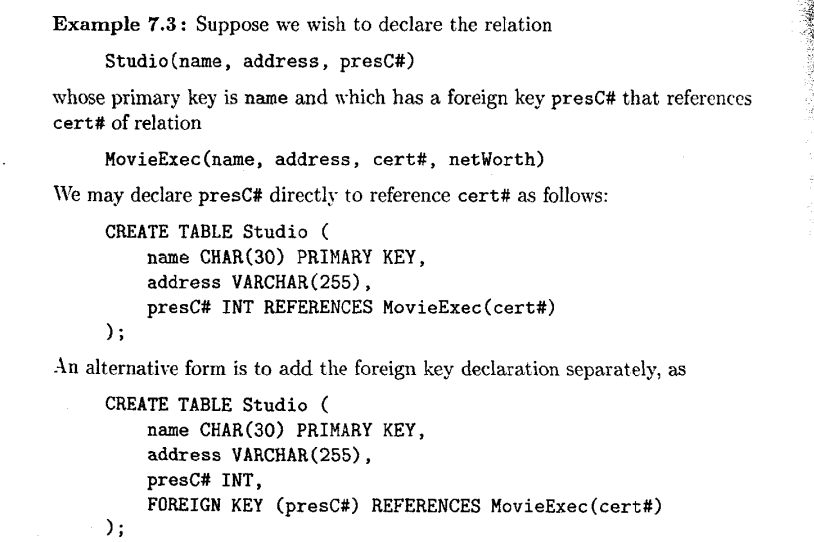 Example 7.3: Suppose we wish to declare the relation
Studio(name, address, presC#)
whose primary key is name and which has a foreign key presC# that references
cert# of relation
MovieExec(name, address, cert#, netWorth)
We may declare presC# directly to reference cert# as follows:
CREATE TABLE Studio (
name CHAR(30) PRIMARY KEY,
address VARCHAR(255),
presC# INT REFERENCES MovieExec(cert#)
);
An alternative form is to add the foreign key declaration separately, as
CREATE TABLE Studio (
name CHAR(30) PRIMARY KEY,
address VARCHAR(255),
presC# INT,
FOREIGN KEY (presC#) REFERENCES MovieExec(cert#)
);